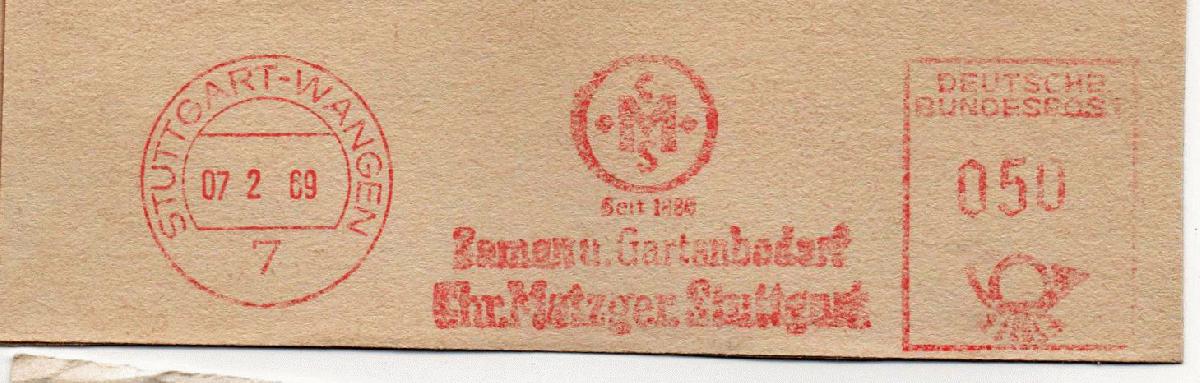 STUTTGART-WANGEN
07 2 69
7
C
M
S
Seit 1886
Samen u. Gartenbedarf
Chr. Metzger Stuttgart
DEUTSCHE
BUNDESPOST
050